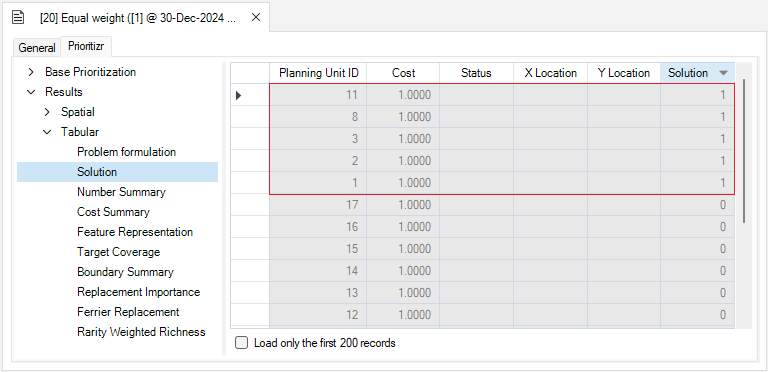 [20] Equal weight ([1] @ 30-Dec-2024 ...
General Prioritizr
Base Prioritization
Results
Spatial
Tabular
Problem formulation
Solution
Number Summary
Cost Summary
Feature Representation
Target Coverage
Boundary Summary
Replacement Importance
Ferrier Replacement
Rarity Weighted Richness
Planning Unit ID Cost Status X Location Y Location Solution
11 1.0000 1
8 1.0000 1
3 1.0000 1
2 1.0000 1
1 1.0000 1
17 1.0000 0
16 1.0000 0
15 1.0000 0
14 1.0000 0
13 1.0000 0
12 1.0000 0
Load only the first 200 records